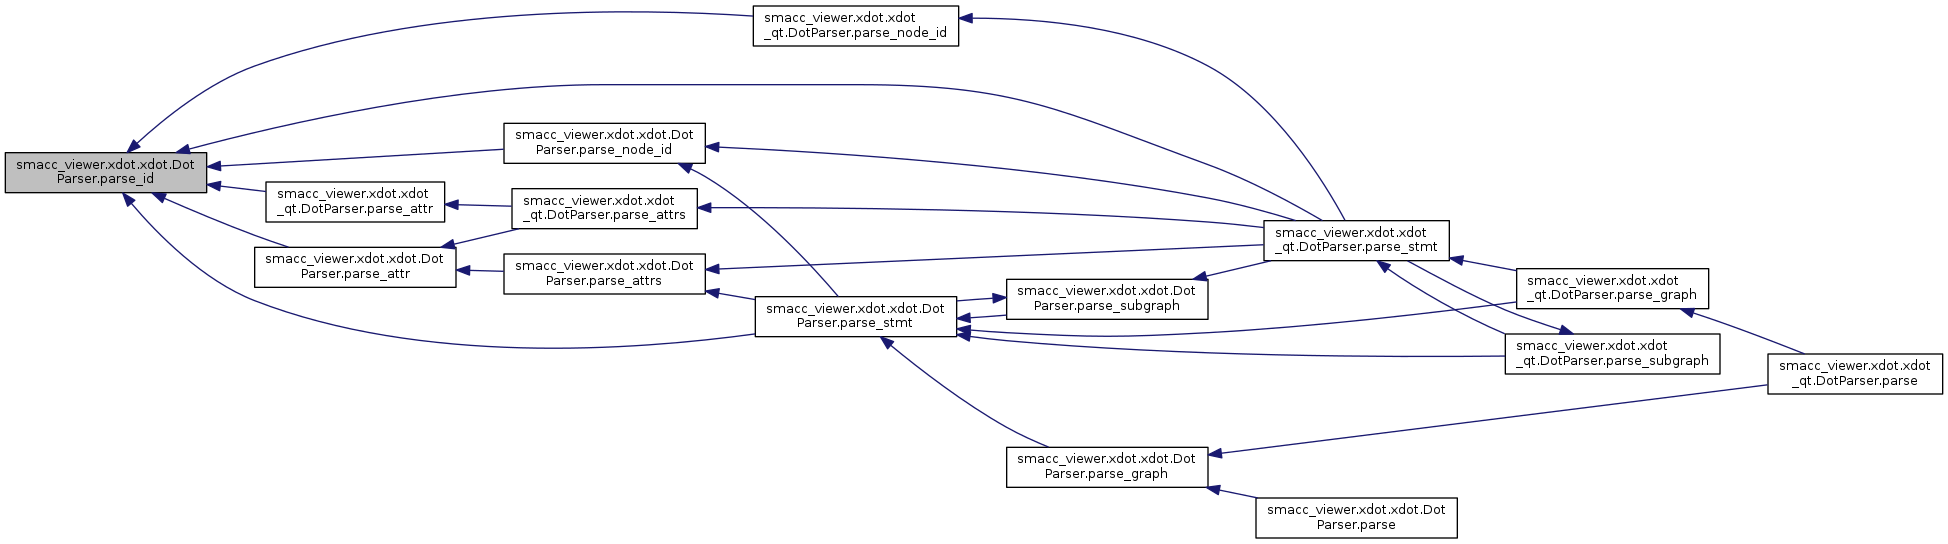 smacc_viewer.xdot.xdot
_qt.DotParser.parse_node_id
smacc_viewer.xdot.xdot.Dot
Parser.parse_node_id
smacc_viewer.xdot.xdot.Dot
Parser.parse_id
smacc_viewer.xdot.xdot
_qt.DotParser.parse_attr
smacc_viewer.xdot.xdot
_qt.DotParser.parse_attrs
smacc_viewer.xdot.xdot
_qt.DotParser.parse_stmt
smacc_viewer.xdot.xdot.Dot
Parser.parse_attr
smacc_viewer.xdot.xdot.Dot
Parser.parse_attrs
smacc_viewer.xdot.xdot.Dot
Parser.parse_subgraph
smacc_viewer.xdot.xdot
_qt.DotParser.parse_graph
smacc_viewer.xdot.xdot.Dot
Parser.parse_stmt
smacc_viewer.xdot.xdot
_qt.DotParser.parse_subgraph
smacc_viewer.xdot.xdot
_qt.DotParser.parse
smacc_viewer.xdot.xdot.Dot
Parser.parse_graph
smacc_viewer.xdot.xdot.Dot
Parser.parse